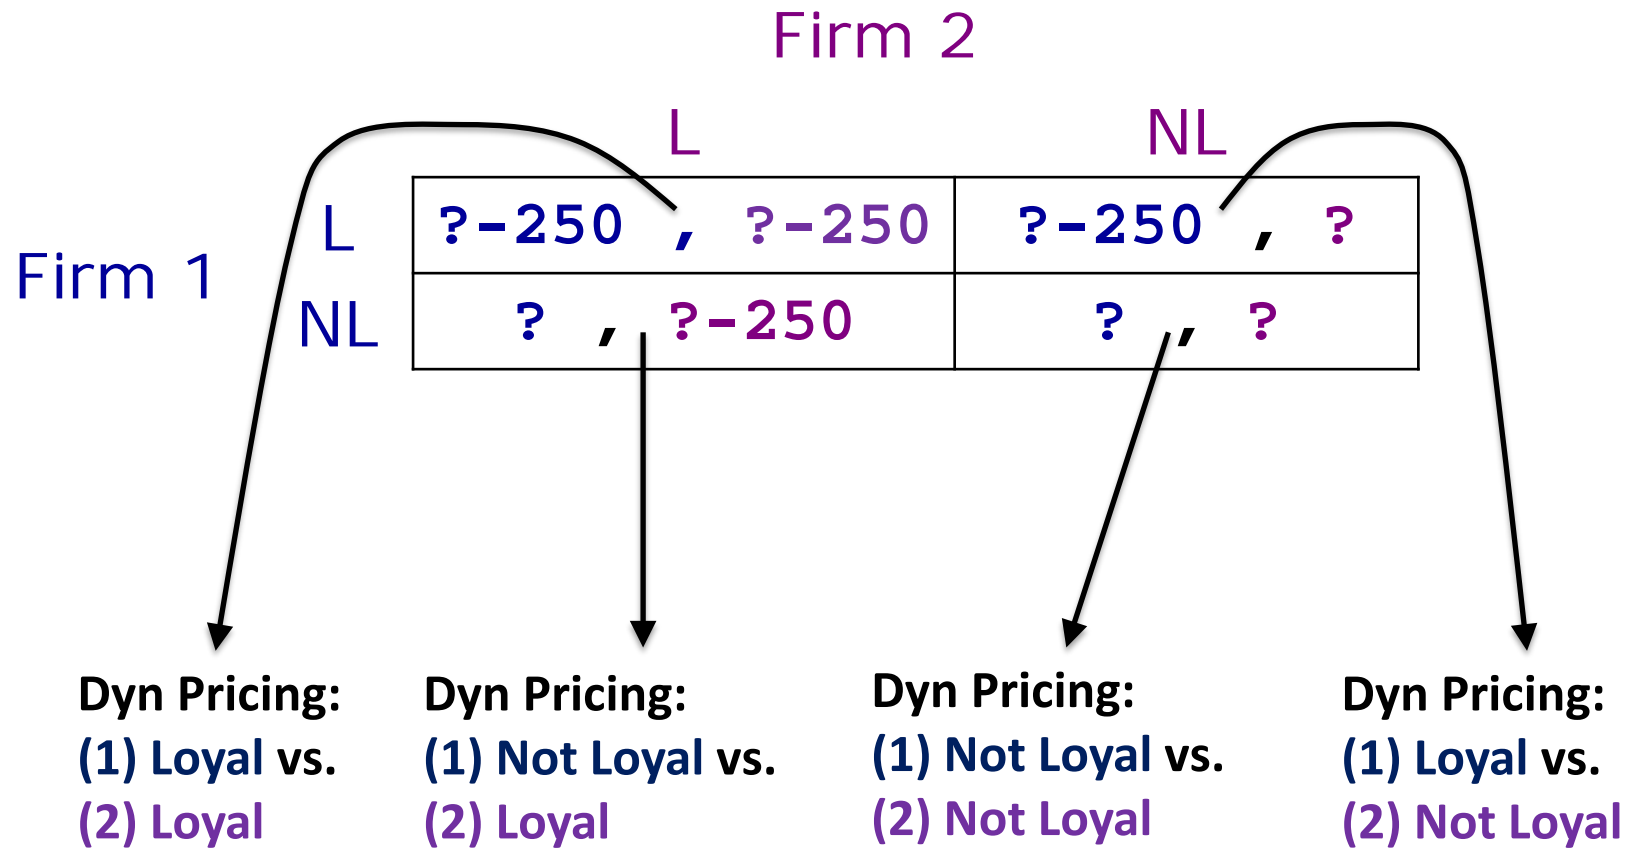 Firm 2
L NL
Firm 1
L ?-250 , ?-250 ?-250 , ?
NL ? , ?-250 ? , ?
Dyn Pricing:
(1) Loyal vs.
(2) Loyal
Dyn Pricing:
(1) Not Loyal vs.
(2) Loyal
Dyn Pricing:
(1) Not Loyal vs.
(2) Not Loyal
Dyn Pricing:
(1) Loyal vs.
(2) Not Loyal